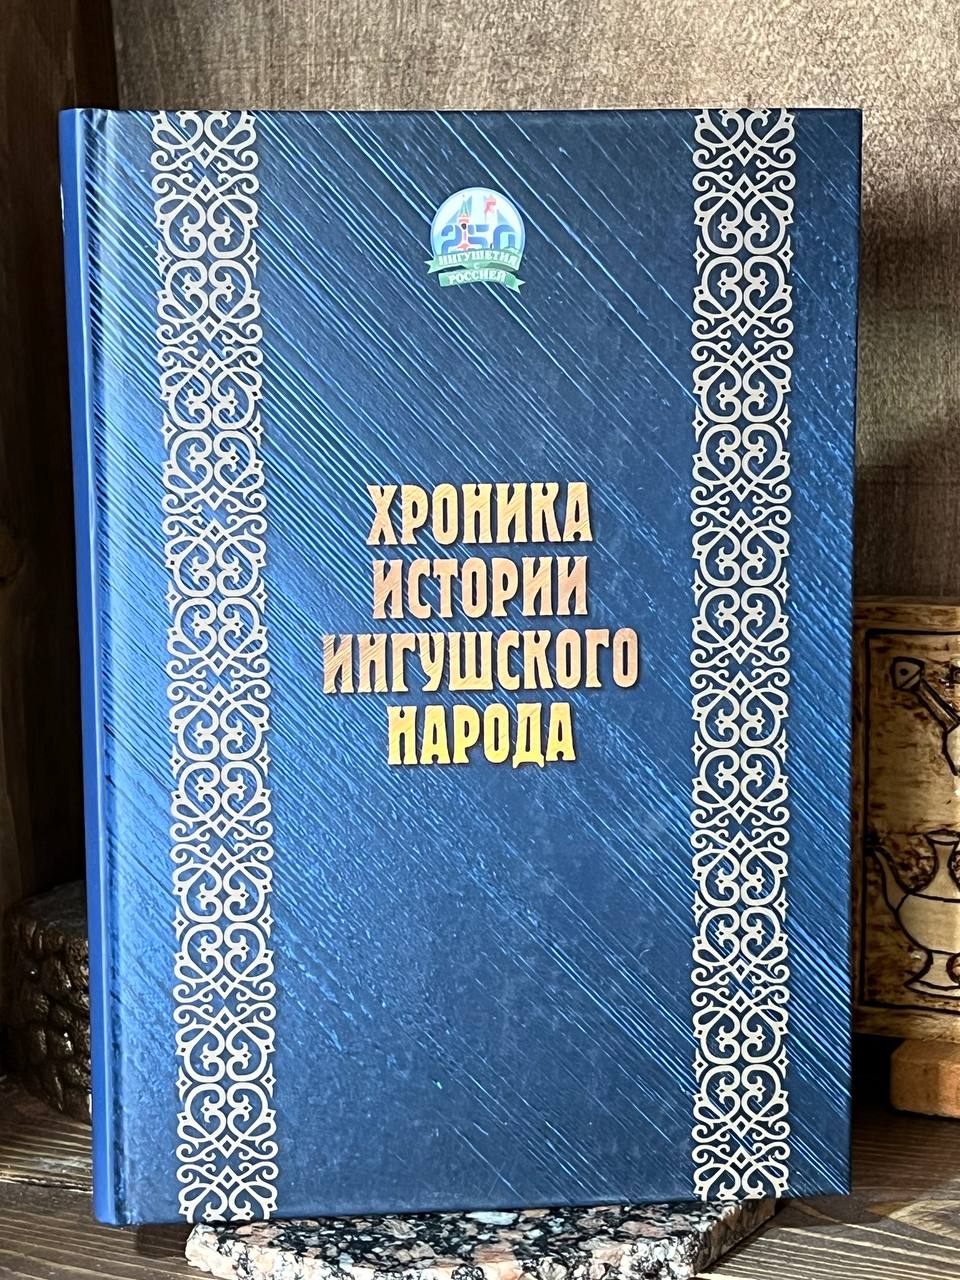 250
ИНГУШЕТИЯ
С
РОССИЕЙ
ХРОНИКА
ИСТОРИИ
ИНГУШСКОГО
НАРОДА